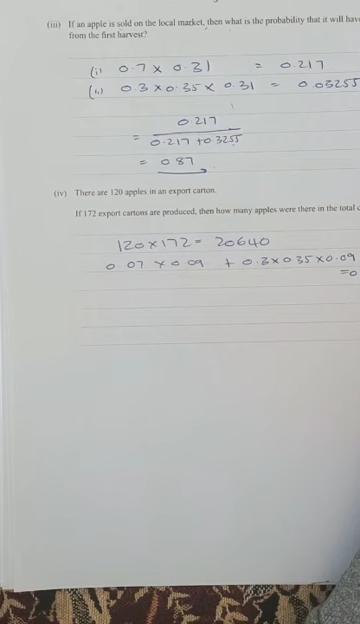 (iii) If an apple is sold on the local market, then what is the probability that it will have
from the first harvest?
(i) 0.7 x 0.31 = 0.217
(ii) 0.3 x 0.35 x 0.31 = 0.03255
0.217
= 0.217 + 0.3255
= 0.87
(iv) There are 120 apples in an export carton.
If 172 export cartons are produced, then how many apples were there in the total
120 x 172 = 20640
0.07 x 0.09 + 0.3 x 0.35 x 0.09
= 0